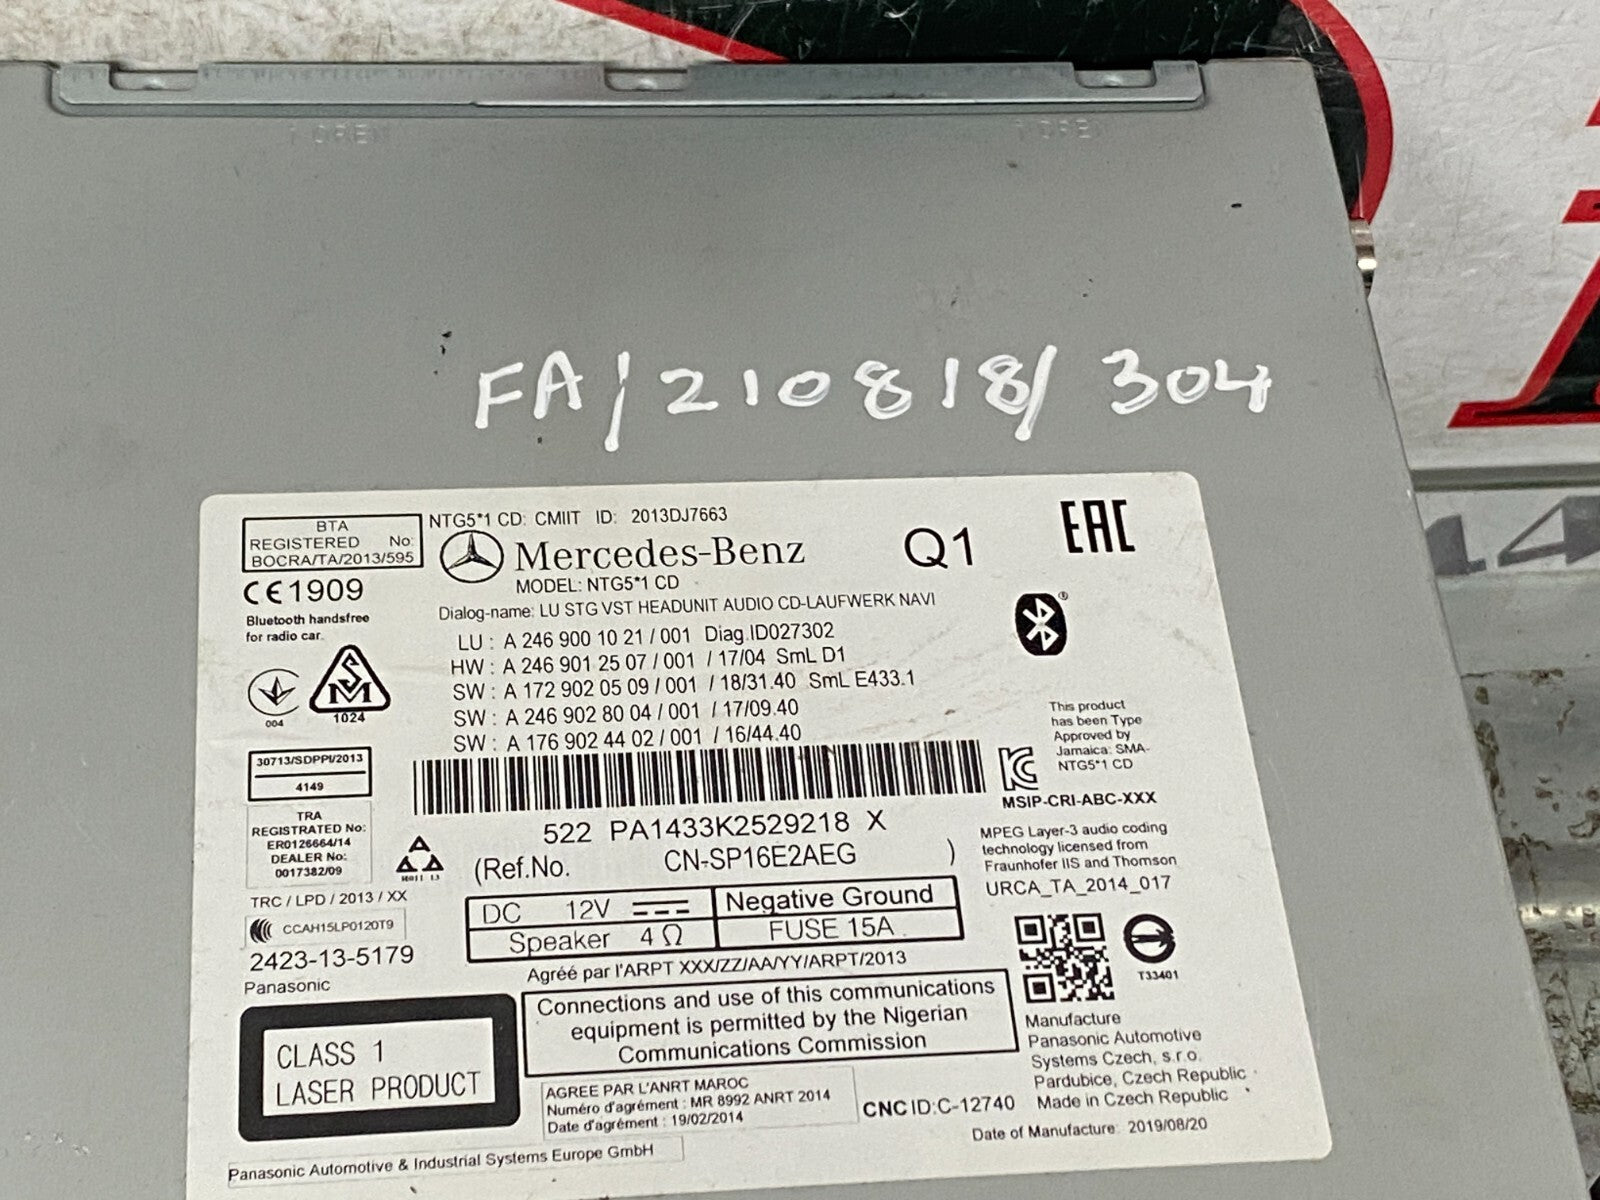 FA/210818/304
BTA
REGISTERED No:
BOCRA/TA/2013/595
NTG5*1 CD: CMIIT ID: 2013DJ7663
Mercedes-Benz
Q1
EAC
MODEL: NTG5*1 CD
CE1909
Dialog-name: LU STG VST HEADUNIT AUDIO CD-LAUFWERK NAVI
Bluetooth handsfree
for radio car.
LU : A 246 900 10 21 / 001 Diag.ID027302
HW : A 246 901 25 07 / 001 / 17/04 SmL D1
SW : A 172 902 05 09 / 001 / 18/31.40 SmL E433.1
SW : A 246 902 80 04 / 001 / 17/09.40
SW : A 176 902 44 02 / 001 / 16/44.40
004
SM
1024
This product
has been Type
Approved by
Jamaica: SMA-
NTG5*1 CD
30713/SDPPI/2013
4149
MSIP-CRI-ABC-XXX
TRA
REGISTRATED No:
ER0126664/14
DEALER No:
0017382/09
522 PA1433K2529218 X
(Ref.No. CN-SP16E2AEG )
MPEG Layer-3 audio coding
technology licensed from
Fraunhofer IIS and Thomson
URCA_TA_2014_017
TRC / LPD / 2013 / XX
CCAH15LP0120T9
2423-13-5179
Panasonic
DC 12V Negative Ground
Speaker 4 Ω FUSE 15A
Agréé par l'ARPT XXX/ZZ/AA/YY/ARPT/2013
T33401
Connections and use of this communications
equipment is permitted by the Nigerian
Communications Commission
CLASS 1
LASER PRODUCT
Manufacture
Panasonic Automotive
Systems Czech, s.r.o.
Pardubice, Czech Republic
Made in Czech Republic
AGREE PAR L'ANRT MAROC
Numéro d'agrément : MR 8992 ANRT 2014
Date d'agrément : 19/02/2014
CNC ID:C-12740
Date of Manufacture: 2019/08/20
Panasonic Automotive & Industrial Systems Europe GmbH